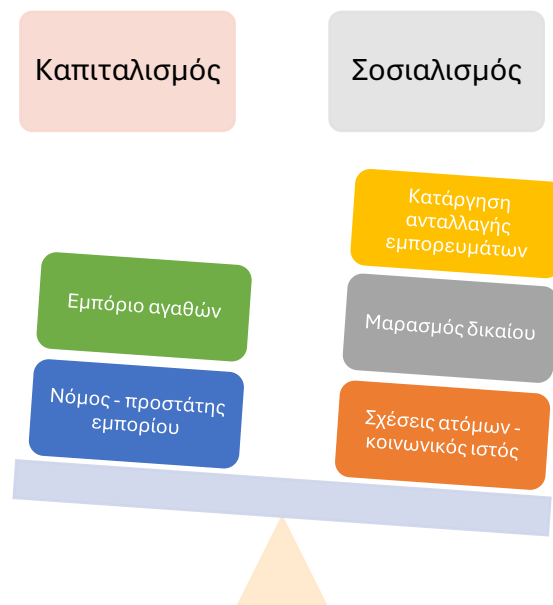 Καπιταλισμός
Σοσιαλισμός
Εμπόριο αγαθών
Νόμος - προστάτης
εμπορίου
Κατάργηση
ανταλλαγής
εμπορευμάτων
Μαρασμός δικαίου
Σχέσεις ατόμων -
κοινωνικός ιστός